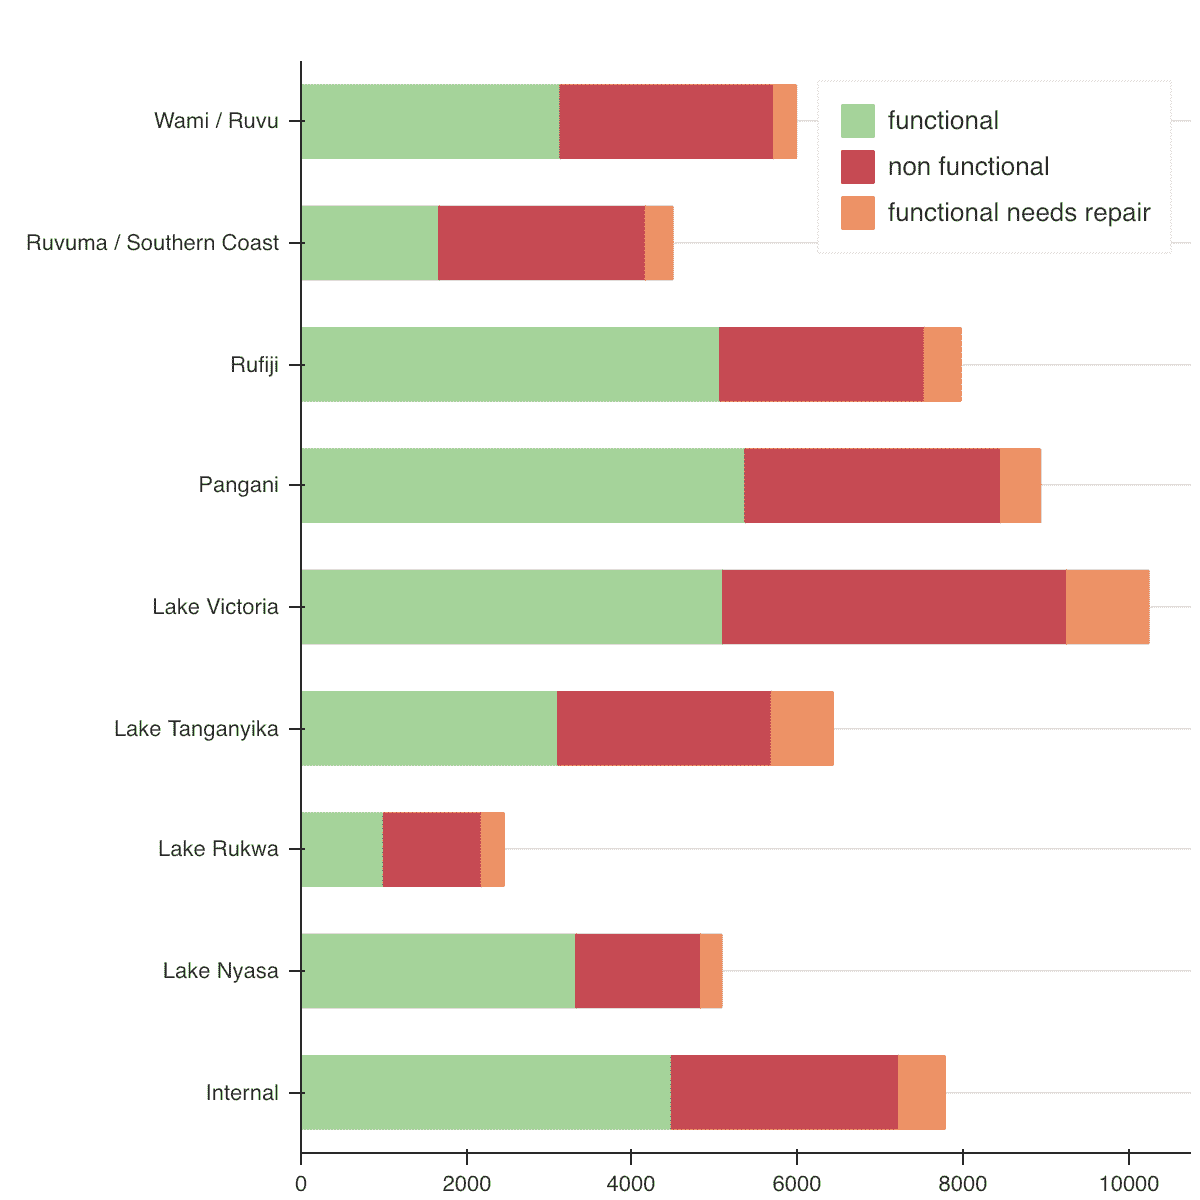 Wami / Ruvu
Ruvuma / Southern Coast
Rufiji
Pangani
Lake Victoria
Lake Tanganyika
Lake Rukwa
Lake Nyasa
Internal
functional
non functional
functional needs repair
0 2000 4000 6000 8000 10000